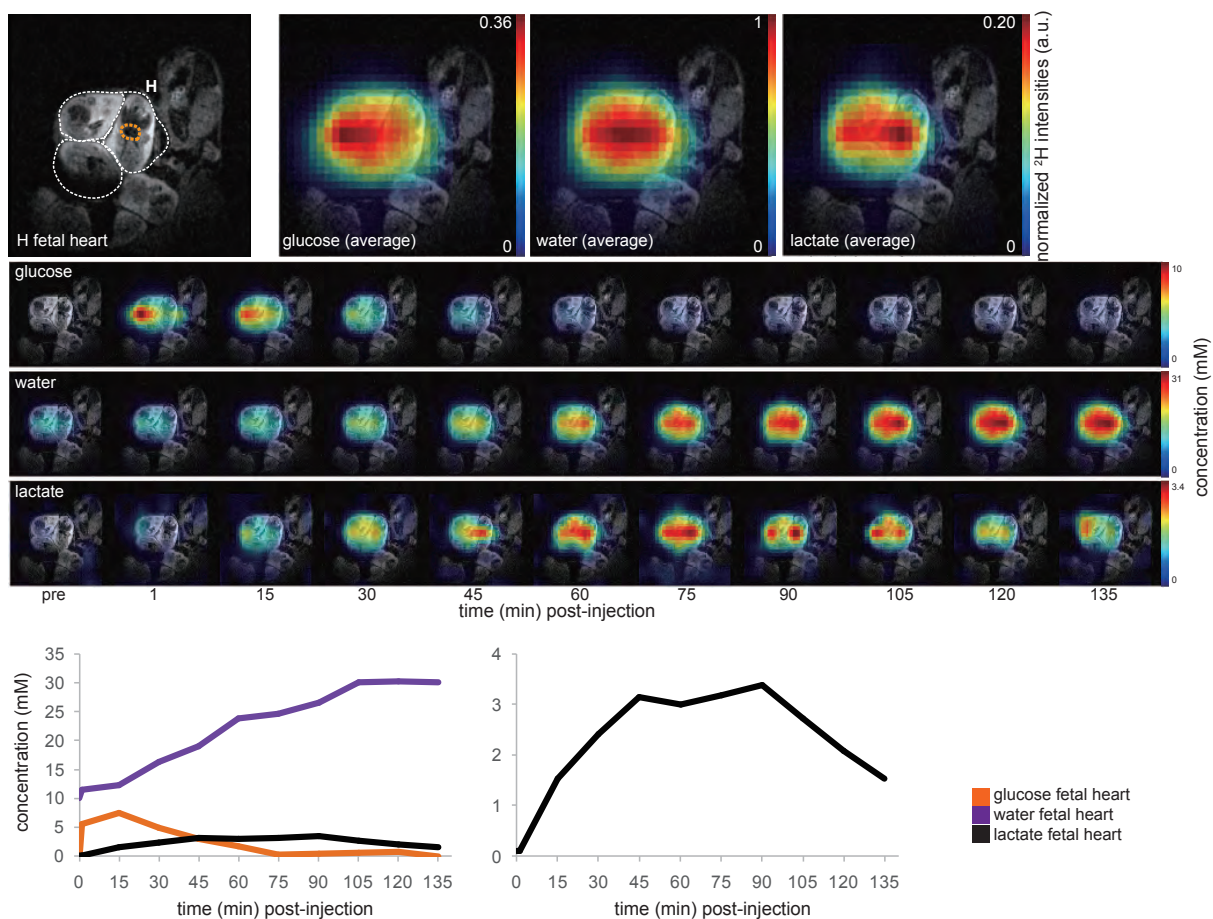 H
H fetal heart
0.36
0
glucose (average)
1
0
water (average)
0.20
0
lactate (average)
normalized ²H intensities (a.u.)
glucose
10
0
water
31
0
lactate
3.4
0
concentration (mM)
pre 1 15 30 45 60 75 90 105 120 135
time (min) post-injection
concentration (mM)
35
30
25
20
15
10
5
0
0 15 30 45 60 75 90 105 120 135
time (min) post-injection
4
3
2
1
0
0 15 30 45 60 75 90 105 120 135
time (min) post-injection
glucose fetal heart
water fetal heart
lactate fetal heart